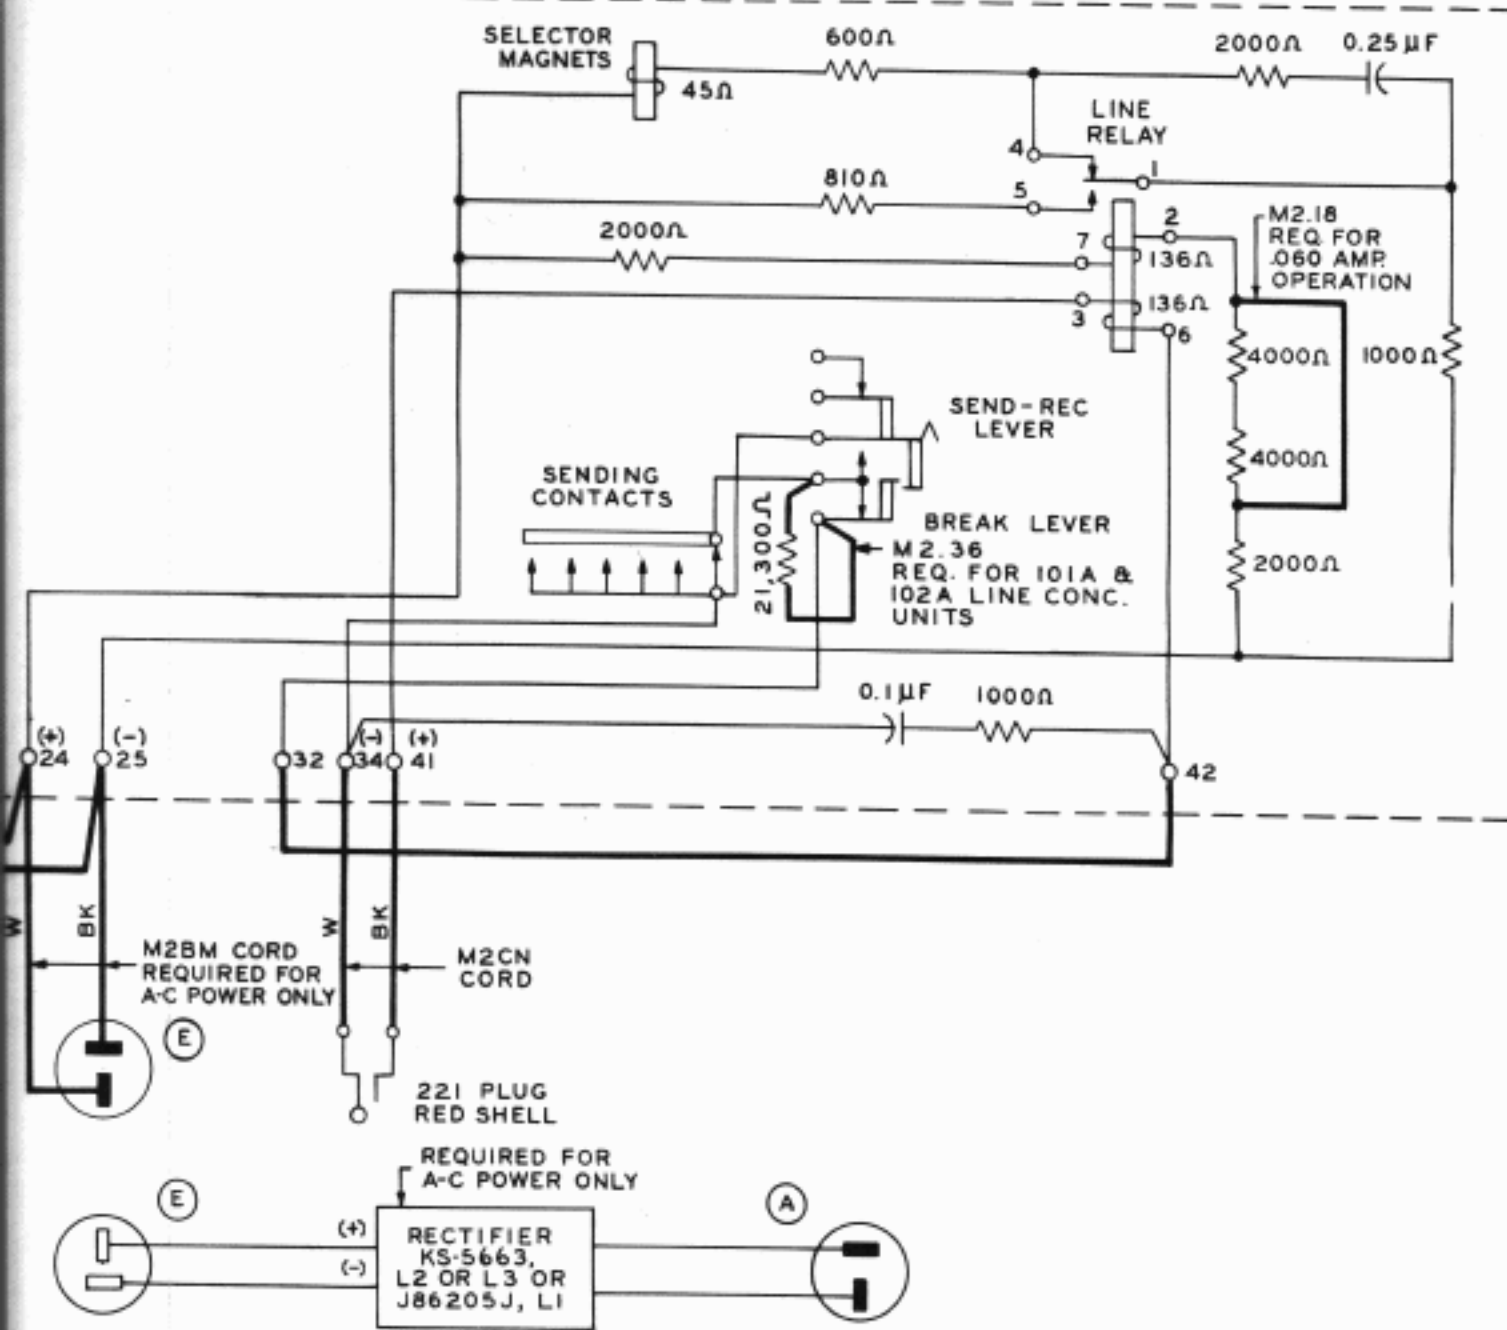 SELECTOR
MAGNETS
45Ω
600Ω
2000Ω
0.25 µF
LINE
RELAY
4
1
810Ω
5
2
2000Ω
7
136Ω
M2.18
REQ. FOR
.060 AMP.
OPERATION
3
136Ω
6
4000Ω
1000Ω
SEND-REC
LEVER
4000Ω
SENDING
CONTACTS
21,300Ω
BREAK LEVER
M2.36
REQ. FOR 101A &
102A LINE CONC.
UNITS
2000Ω
0.1 µF
1000Ω
(+)
24
(-)
25
32
(-)
34
(+)
41
42
W
BK
M2BM CORD
REQUIRED FOR
A-C POWER ONLY
W
BK
M2CN
CORD
E
221 PLUG
RED SHELL
REQUIRED FOR
A-C POWER ONLY
E
(+)
(-)
RECTIFIER
KS-5663,
L2 OR L3 OR
J86205J, L1
A